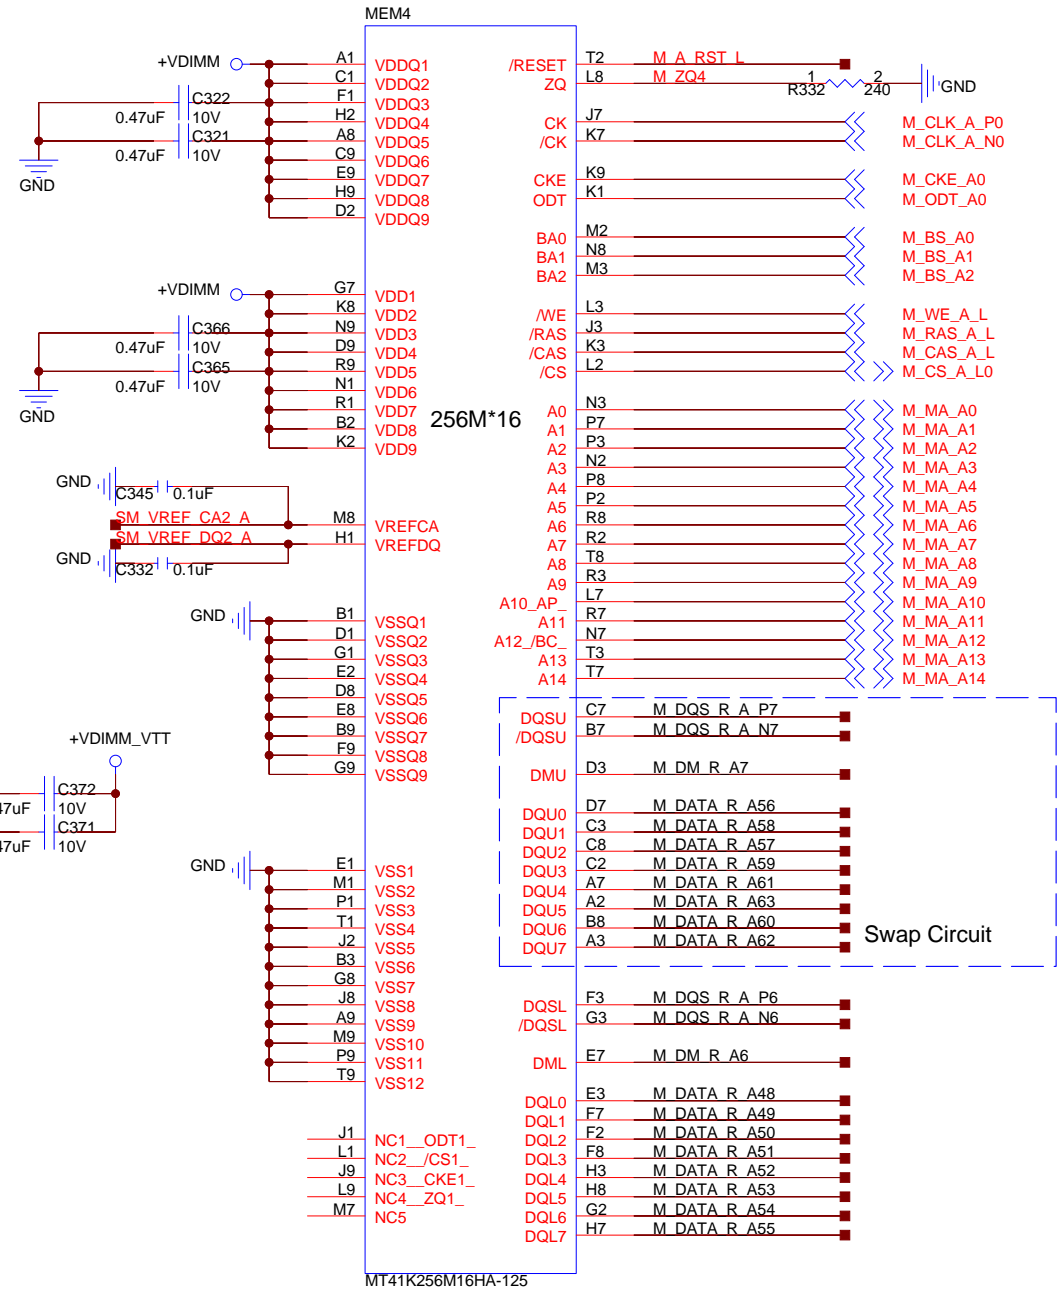 MEM4
+VDIMM A1 VDDQ1 /RESET T2 M_A_RST_L
C1 VDDQ2 ZQ L8 M_ZQ4 R332 1 2 240 GND
C322 F1 VDDQ3
0.47uF 10V H2 VDDQ4 CK J7 M_CLK_A_P0
C321 A8 VDDQ5 /CK K7 M_CLK_A_N0
0.47uF 10V C9 VDDQ6
GND E9 VDDQ7 CKE K9 M_CKE_A0
H9 VDDQ8 ODT K1 M_ODT_A0
D2 VDDQ9
BA0 M2 M_BS_A0
BA1 N8 M_BS_A1
BA2 M3 M_BS_A2
+VDIMM G7 VDD1
K8 VDD2 /WE L3 M_WE_A_L
C366 N9 VDD3 /RAS J3 M_RAS_A_L
0.47uF 10V D9 VDD4 /CAS K3 M_CAS_A_L
C365 R9 VDD5 /CS L2 M_CS_A_L0
0.47uF 10V N1 VDD6
GND R1 VDD7 A0 N3 M_MA_A0
B2 VDD8 256M*16 A1 P7 M_MA_A1
K2 VDD9 A2 P3 M_MA_A2
A3 N2 M_MA_A3
GND C345 0.1uF A4 P8 M_MA_A4
A5 P2 M_MA_A5
SM_VREF_CA2_A M8 VREFCA A6 R8 M_MA_A6
SM_VREF_DQ2_A H1 VREFDQ A7 R2 M_MA_A7
GND C332 0.1uF A8 T8 M_MA_A8
A9 R3 M_MA_A9
A10_AP_ L7 M_MA_A10
GND B1 VSSQ1 A11 R7 M_MA_A11
D1 VSSQ2 A12_/BC_ N7 M_MA_A12
G1 VSSQ3 A13 T3 M_MA_A13
E2 VSSQ4 A14 T7 M_MA_A14
D8 VSSQ5
E8 VSSQ6 DQSU C7 M_DQS_R_A_P7
B9 VSSQ7 /DQSU B7 M_DQS_R_A_N7
F9 VSSQ8
G9 VSSQ9 DMU D3 M_DM_R_A7
+VDIMM_VTT
C372 DQU0 D7 M_DATA_R_A56
47uF 10V DQU1 C3 M_DATA_R_A58
C371 DQU2 C8 M_DATA_R_A57
47uF 10V
GND E1 VSS1 DQU3 C2 M_DATA_R_A59
M1 VSS2 DQU4 A7 M_DATA_R_A61
P1 VSS3 DQU5 A2 M_DATA_R_A63
T1 VSS4 DQU6 B8 M_DATA_R_A60
J2 VSS5 DQU7 A3 M_DATA_R_A62 Swap Circuit
B3 VSS6
G8 VSS7
J8 VSS8 DQSL F3 M_DQS_R_A_P6
A9 VSS9 /DQSL G3 M_DQS_R_A_N6
M9 VSS10
P9 VSS11 DML E7 M_DM_R_A6
T9 VSS12
DQL0 E3 M_DATA_R_A48
DQL1 F7 M_DATA_R_A49
J1 NC1__ODT1_ DQL2 F2 M_DATA_R_A50
L1 NC2__/CS1_ DQL3 F8 M_DATA_R_A51
J9 NC3__CKE1_ DQL4 H3 M_DATA_R_A52
L9 NC4__ZQ1_ DQL5 H8 M_DATA_R_A53
M7 NC5 DQL6 G2 M_DATA_R_A54
DQL7 H7 M_DATA_R_A55
MT41K256M16HA-125